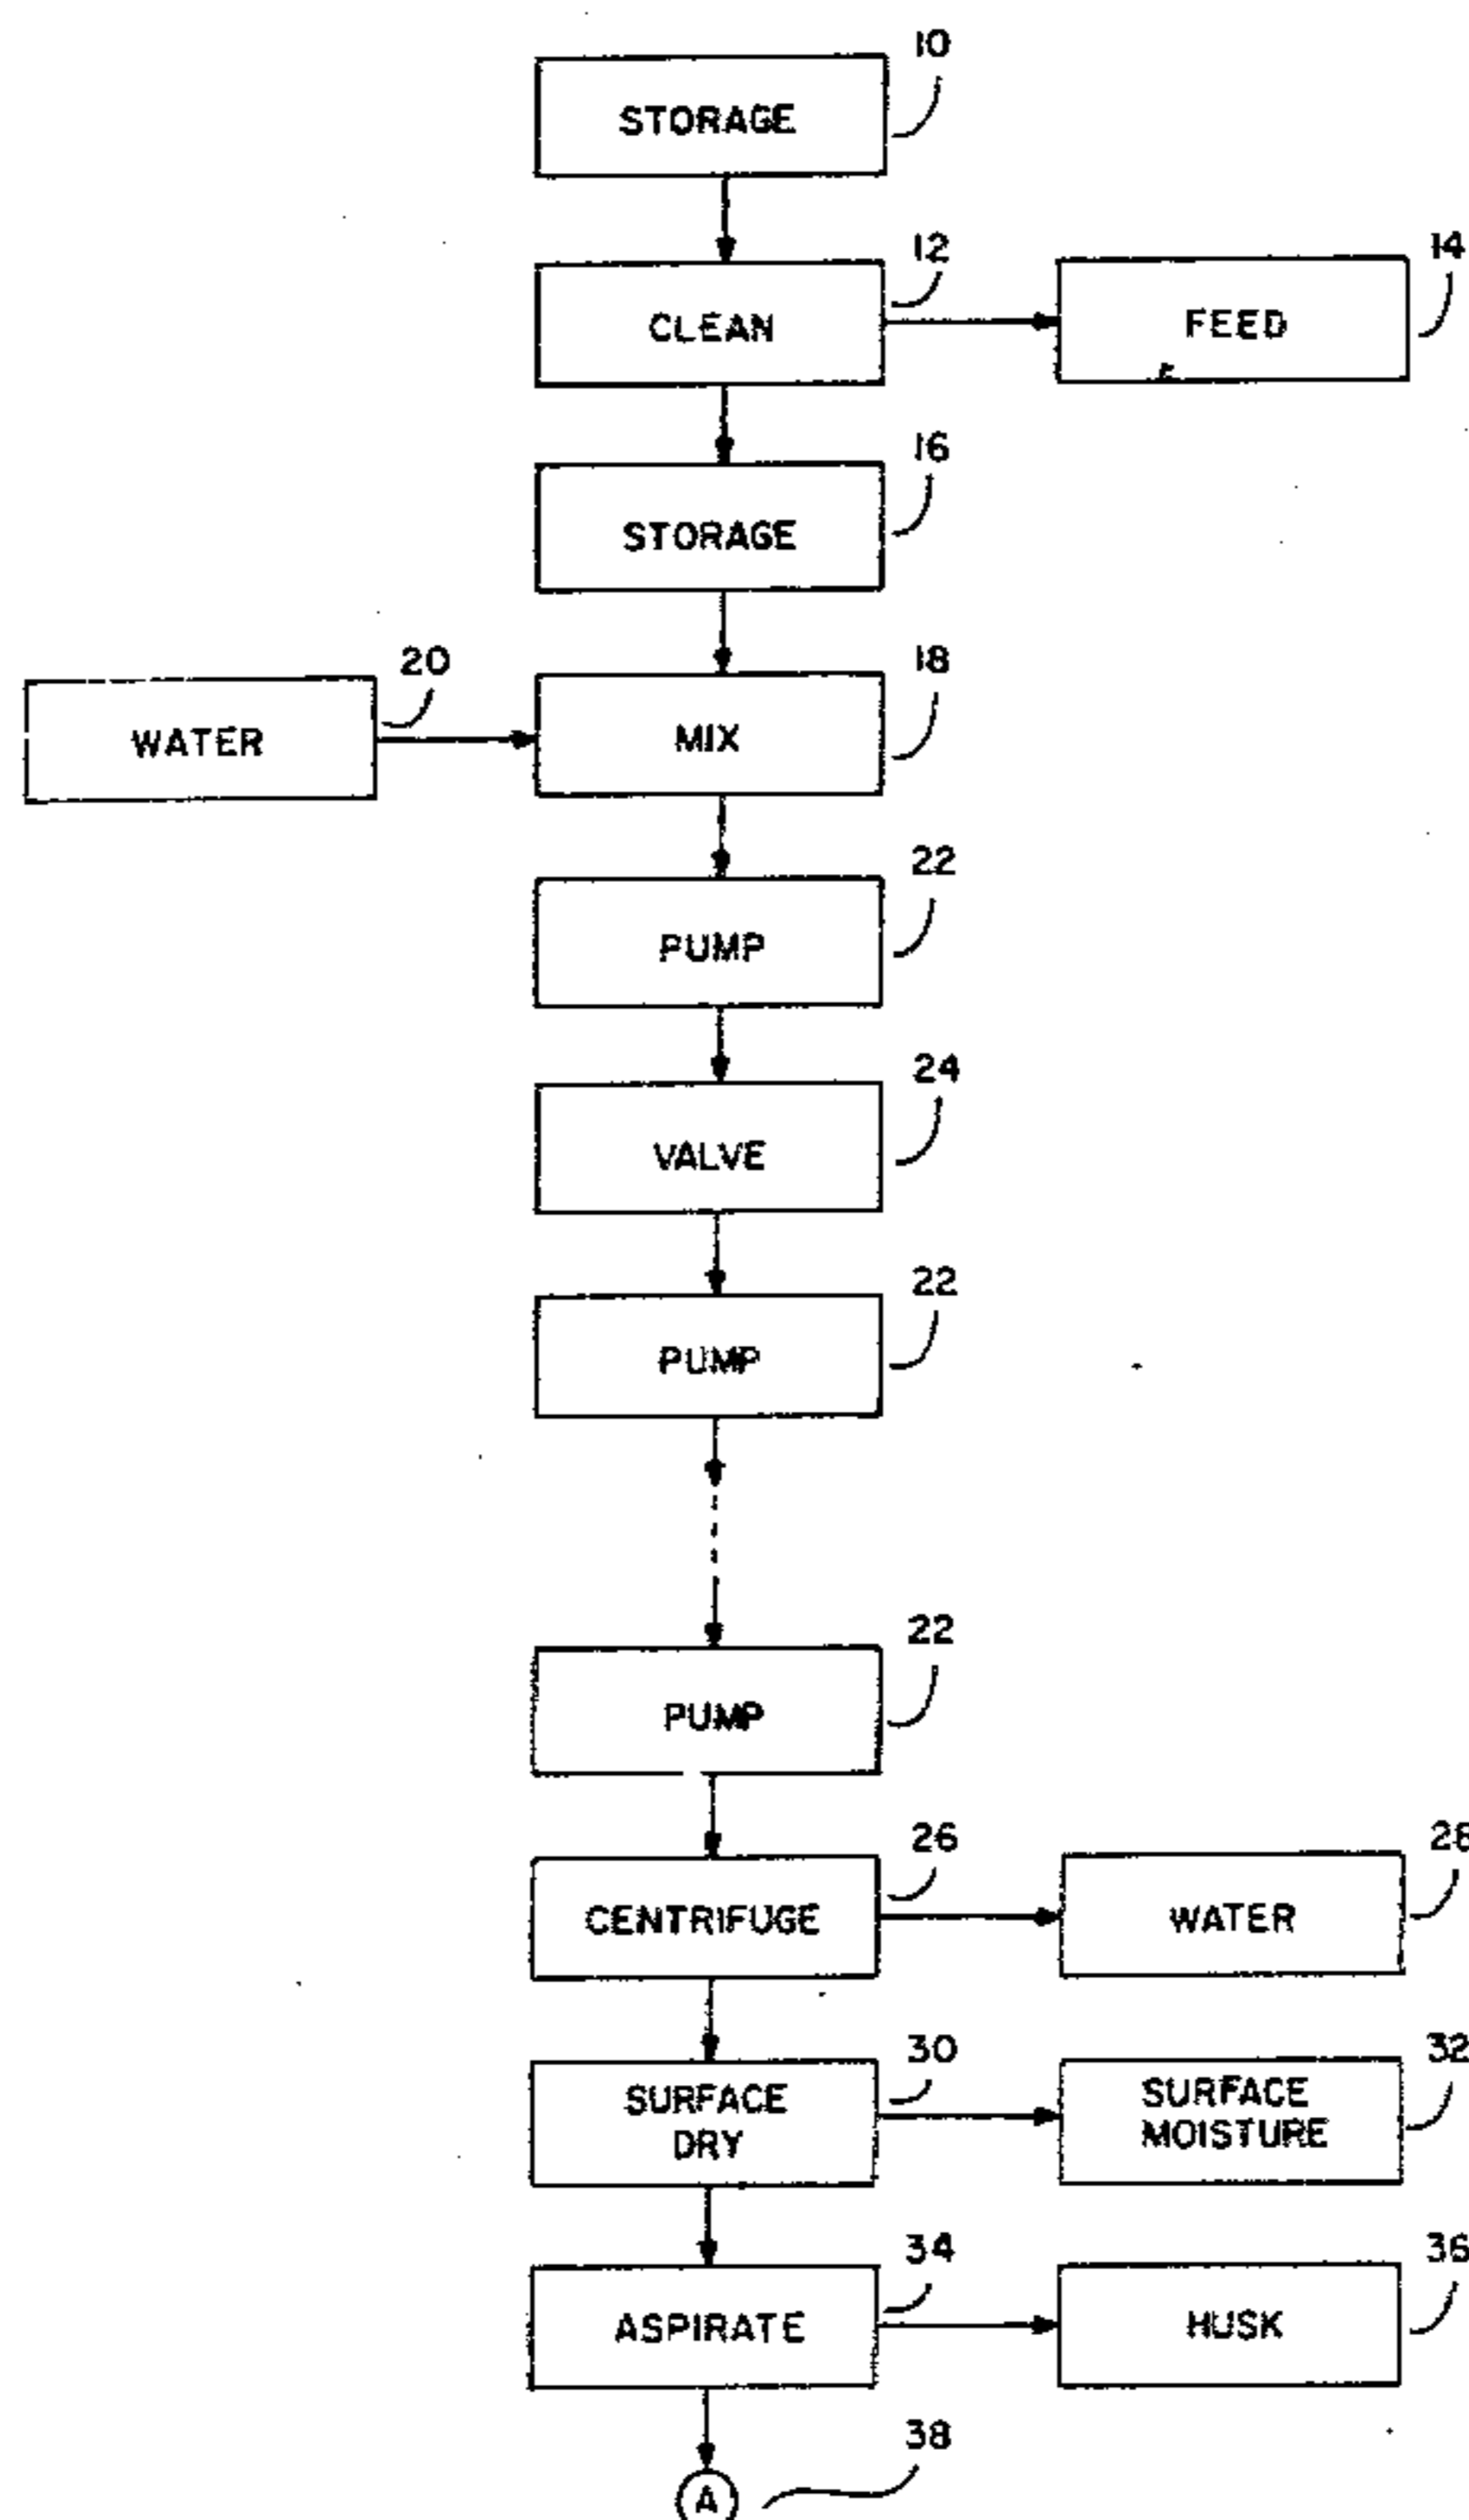 10
STORAGE
12
14
CLEAN
FEED
16
STORAGE
20
18
WATER
MIX
22
PUMP
24
VALVE
22
PUMP
22
PUMP
26
28
CENTRIFUGE
WATER
30
32
SURFACE
DRY
SURFACE
MOISTURE
34
36
ASPIRATE
HUSK
38
A